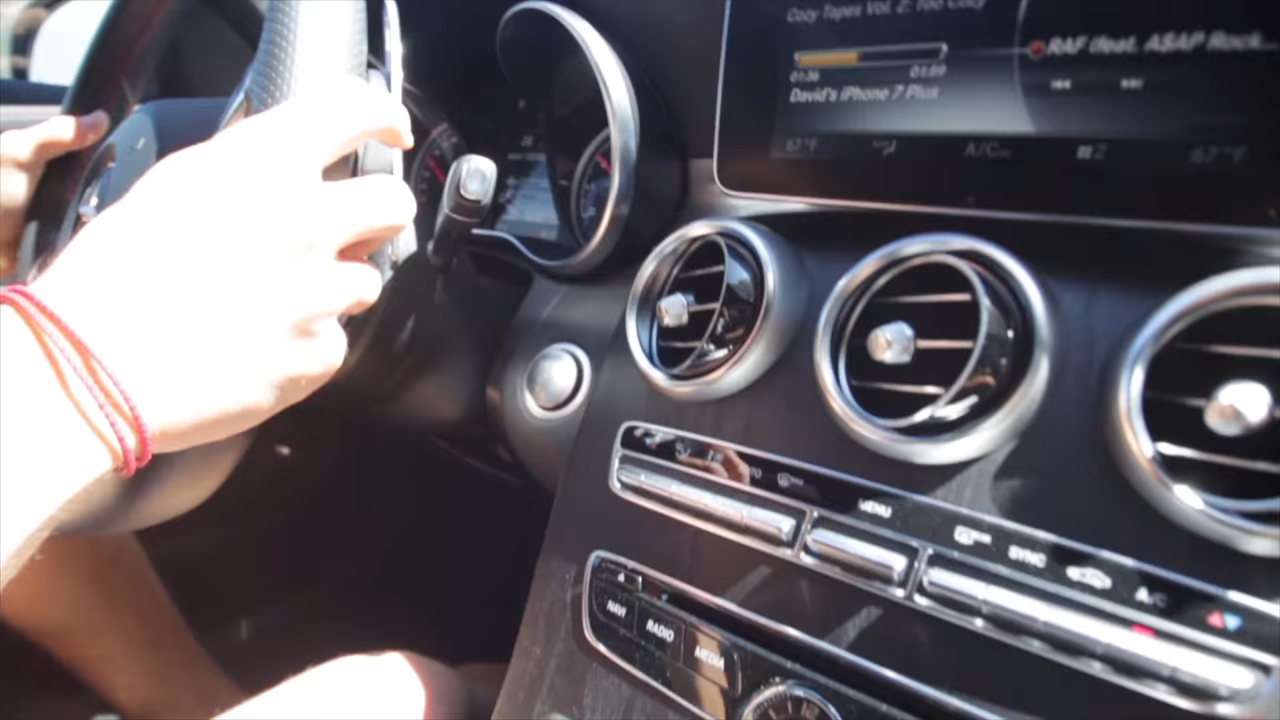 Cozy Tapes Vol. 2: Too Cozy
RAF (feat. A$AP Rock...
01:36
01:59
David's iPhone 7 Plus
67°F
A/C
2
67°F
MENU
SYNC
A/C
NAVI
RADIO
MEDIA